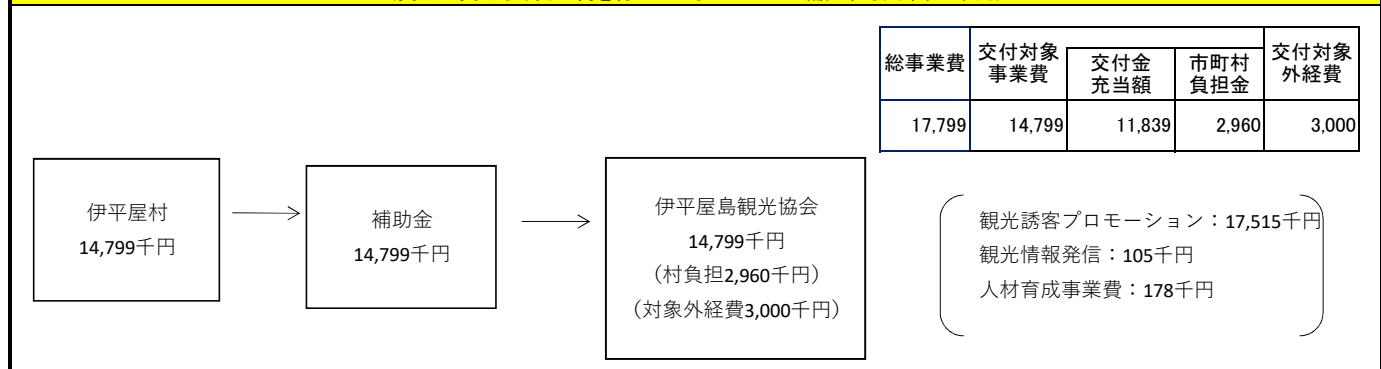 総事業費
交付対象
事業費
交付金
充当額
市町村
負担金
交付対象
外経費
17,799
14,799
11,839
2,960
3,000
伊平屋村
14,799千円
補助金
14,799千円
伊平屋島観光協会
14,799千円
（村負担2,960千円）
（対象外経費3,000千円）
観光誘客プロモーション：17,515千円
観光情報発信：105千円
人材育成事業費：178千円